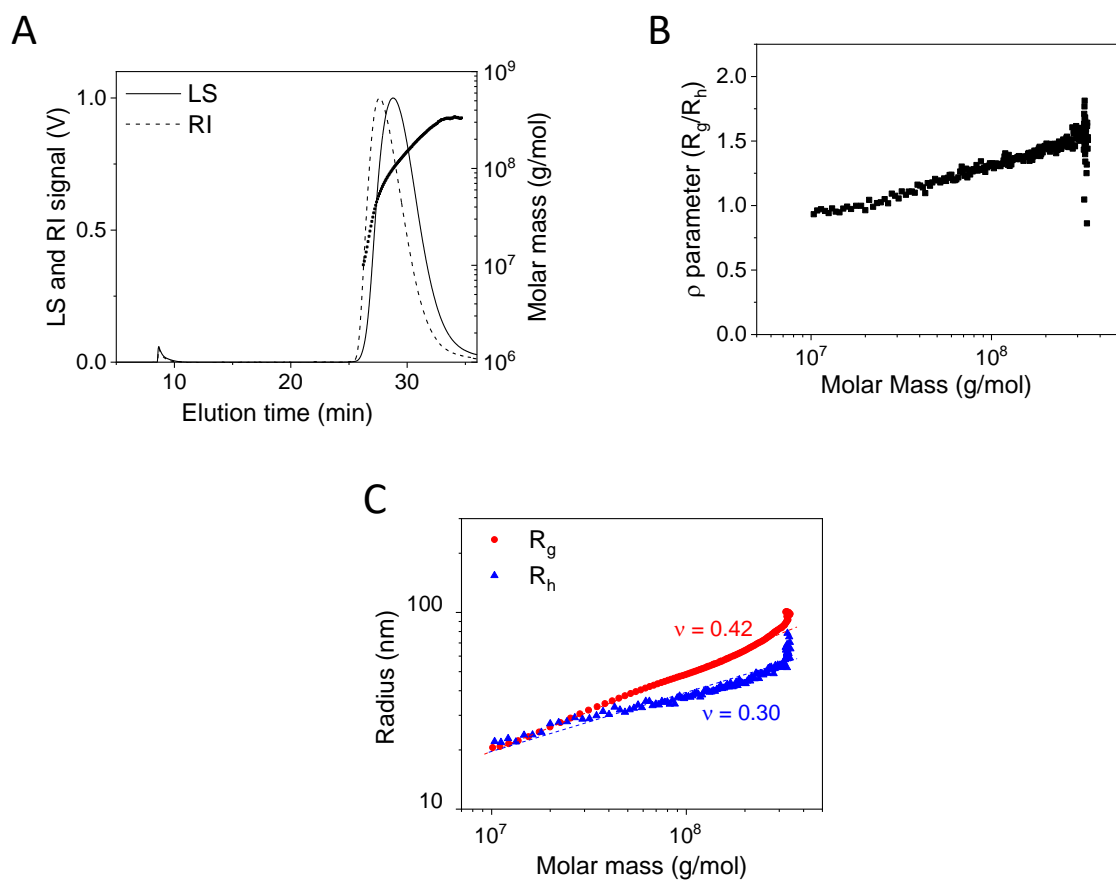 A
LS
RI
LS and RI signal (V)
1.0
0.5
0.0
10
20
30
Elution time (min)
10⁹
10⁸
10⁷
10⁶
Molar mass (g/mol)
B
ρ parameter (Rg/Rh)
2.0
1.5
1.0
0.5
0.0
10⁷
10⁸
Molar Mass (g/mol)
C
Rg
Rh
Radius (nm)
100
10
ν = 0.42
ν = 0.30
10⁷
10⁸
Molar mass (g/mol)